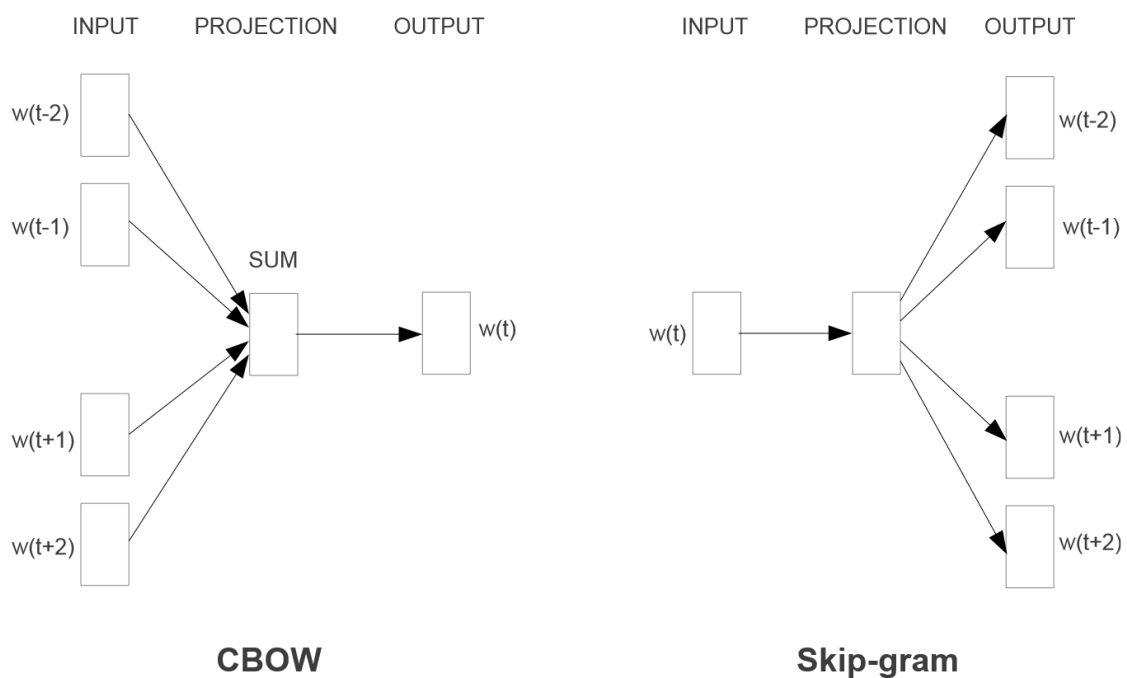 INPUT PROJECTION OUTPUT
w(t-2)
w(t-1)
SUM
w(t)
w(t+1)
w(t+2)
CBOW
INPUT PROJECTION OUTPUT
w(t-2)
w(t-1)
w(t)
w(t+1)
w(t+2)
Skip-gram